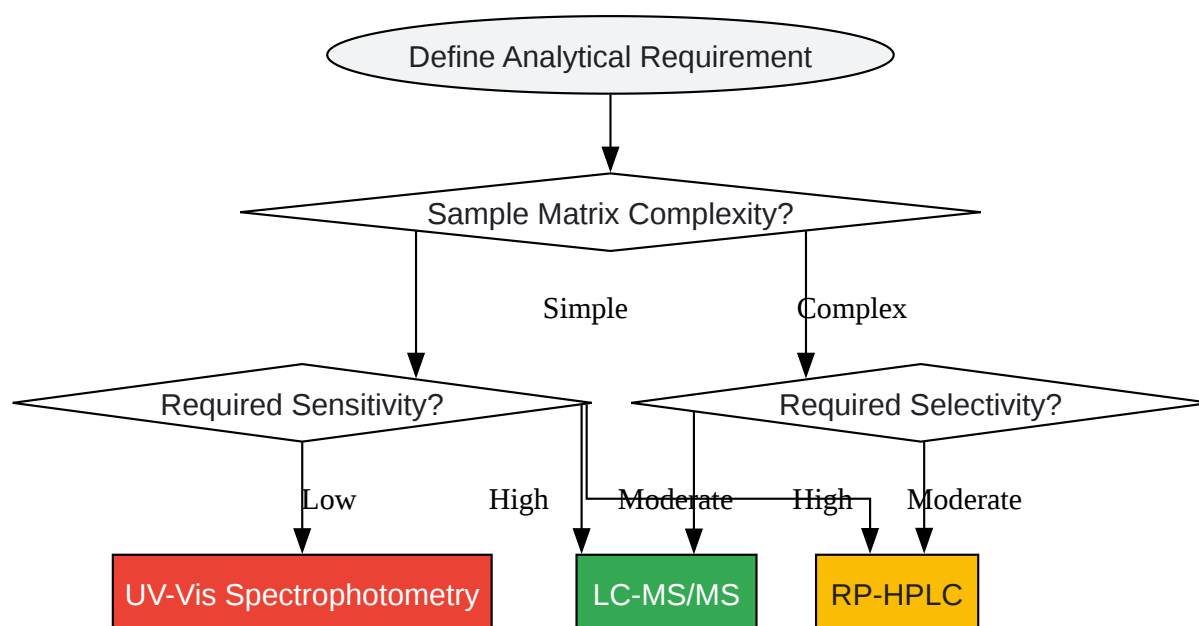 Define Analytical Requirement
Sample Matrix Complexity?
Simple
Complex
Required Sensitivity?
Required Selectivity?
Low
High
Moderate
High
Moderate
UV-Vis Spectrophotometry
LC-MS/MS
RP-HPLC